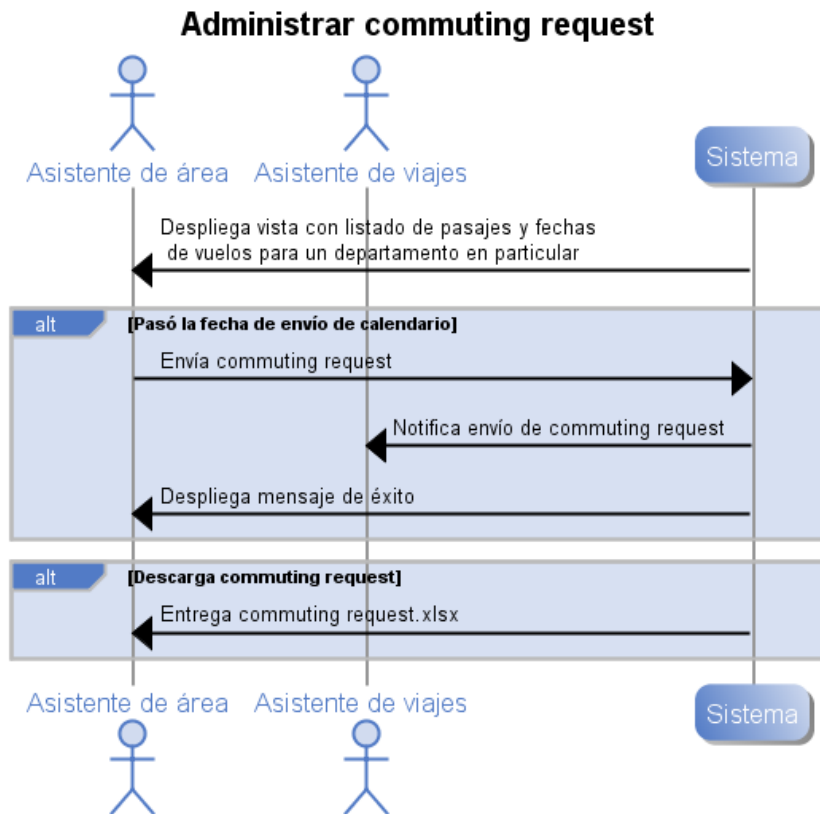 Administrar commuting request
Asistente de área
Asistente de viajes
Sistema
Despliega vista con listado de pasajes y fechas
de vuelos para un departamento en particular
alt
[Pasó la fecha de envío de calendario]
Envía commuting request
Notifica envío de commuting request
Despliega mensaje de éxito
alt
[Descarga commuting request]
Entrega commuting request.xlsx
Asistente de área
Asistente de viajes
Sistema